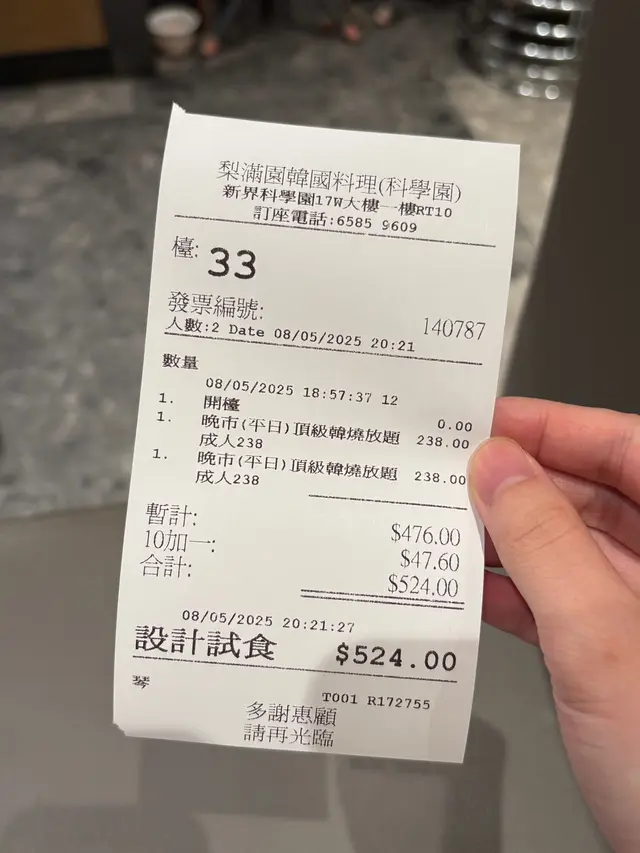 梨滿園韓國料理(科學園)
新界科學園17W大樓一樓RT10
訂座電話:6585 9609
檯: 33
發票編號: 140787
人數:2 Date 08/05/2025 20:21
數量
08/05/2025 18:57:37 12
1. 開檯 0.00
1. 晚市(平日)頂級韓燒放題 238.00
成人238
1. 晚市(平日)頂級韓燒放題 238.00
成人238
暫計: $476.00
10加一: $47.60
合計: $524.00
08/05/2025 20:21:27
設計試食 $524.00
琴
T001 R172755
多謝惠顧
請再光臨